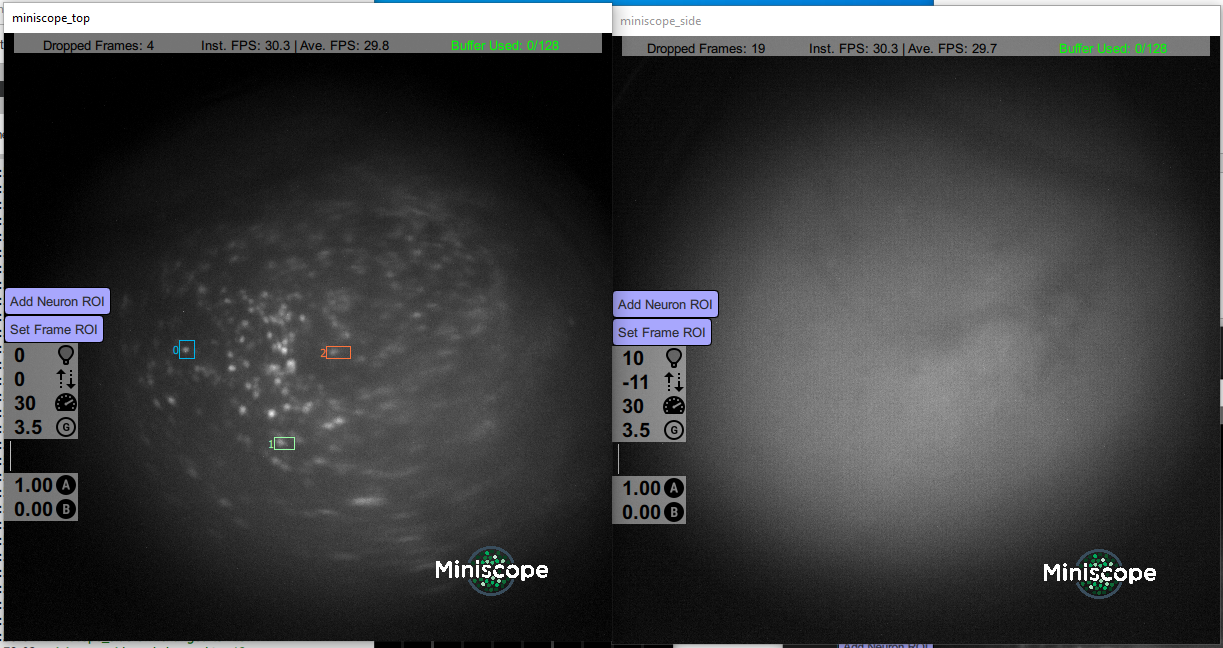 miniscope_top
Dropped Frames: 4 Inst. FPS: 30.3 | Ave. FPS: 29.8 Buffer Used: 0/128
Add Neuron ROI
Set Frame ROI
0
0
30
3.5 G
1.00 A
0.00 B
0
2
1
Miniscope
miniscope_side
Dropped Frames: 19 Inst. FPS: 30.3 | Ave. FPS: 29.7 Buffer Used: 0/128
Add Neuron ROI
Set Frame ROI
10
-11
30
3.5 G
1.00 A
0.00 B
Miniscope
Add Neuron ROI